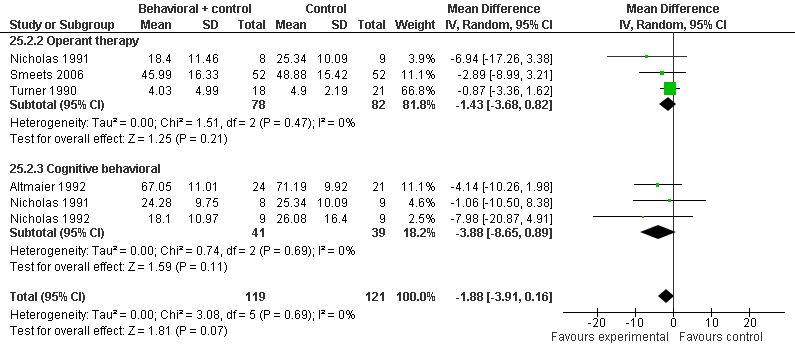 Behavioral + control Control Mean Difference Mean Difference
Study or Subgroup Mean SD Total Mean SD Total Weight IV, Random, 95% CI IV, Random, 95% CI
25.2.2 Operant therapy
Nicholas 1991 18.4 11.46 8 25.34 10.09 9 3.9% -6.94 (-17.26, 3.38)
Smeets 2006 45.99 16.33 52 48.88 15.42 52 11.1% -2.89 (-8.99, 3.21)
Turner 1990 4.03 4.99 18 4.9 2.19 21 66.8% -0.87 (-3.36, 1.62)
Subtotal (95% CI) 78 82 81.8% -1.43 (-3.68, 0.82)
Heterogeneity: Tau² = 0.00; Chi² = 1.51, df = 2 (P = 0.47); I² = 0%
Test for overall effect: Z = 1.25 (P = 0.21)
25.2.3 Cognitive behavioral
Altmaier 1992 67.05 11.01 24 71.19 9.92 21 11.1% -4.14 (-10.26, 1.98)
Nicholas 1991 24.28 9.75 8 25.34 10.09 9 4.6% -1.06 (-10.50, 8.38)
Nicholas 1992 18.1 10.97 9 26.08 16.4 9 2.5% -7.98 (-20.87, 4.91)
Subtotal (95% CI) 41 39 18.2% -3.88 (-8.65, 0.89)
Heterogeneity: Tau² = 0.00; Chi² = 0.74, df = 2 (P = 0.69); I² = 0%
Test for overall effect: Z = 1.59 (P = 0.11)
Total (95% CI) 119 121 100.0% -1.88 (-3.91, 0.16)
Heterogeneity: Tau² = 0.00; Chi² = 3.08, df = 5 (P = 0.69); I² = 0%
Test for overall effect: Z = 1.81 (P = 0.07)
-20 -10 0 10 20
Favours experimental Favours control